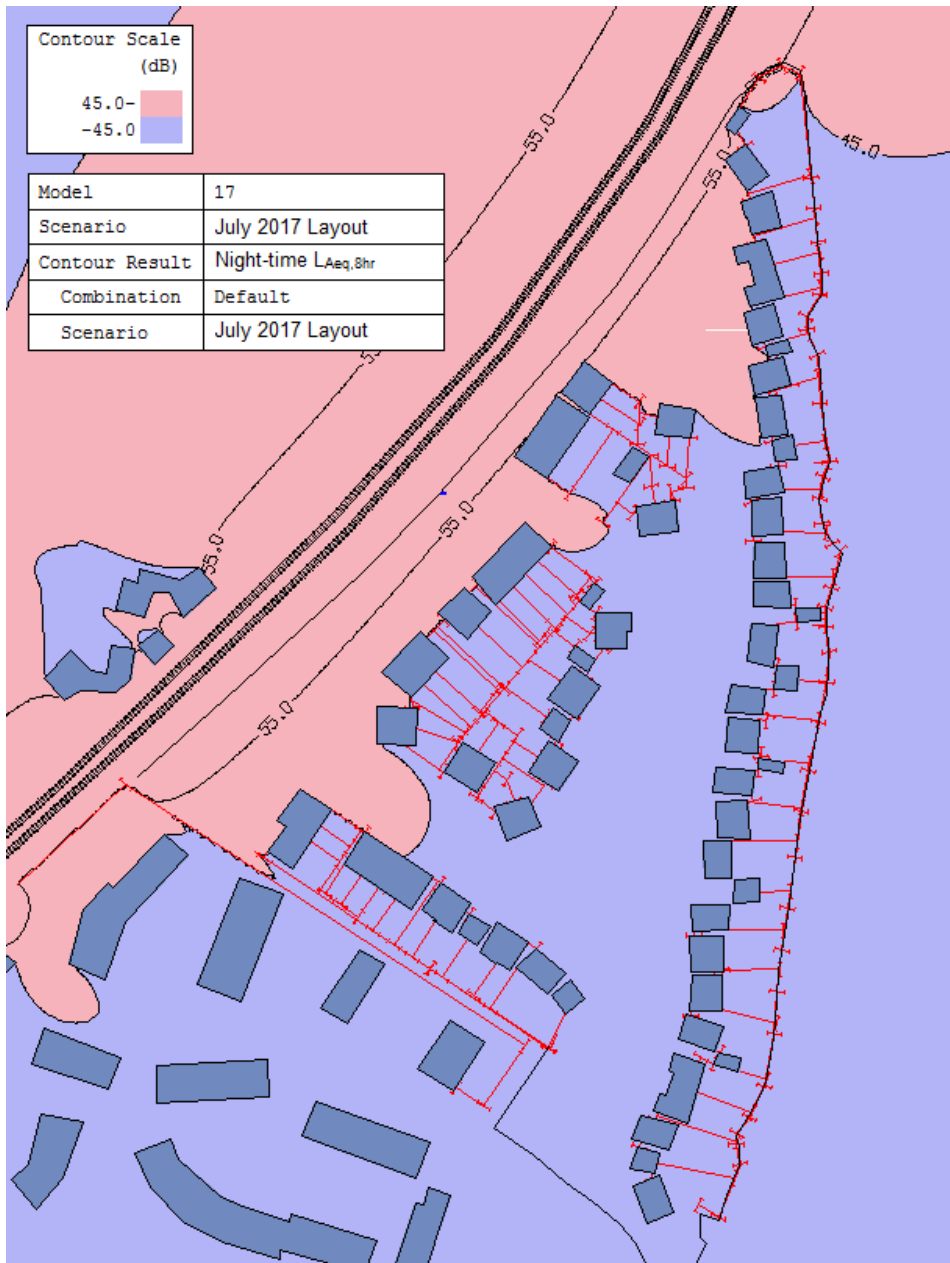 Contour Scale
(dB)
45.0-
-45.0
Model 17
Scenario July 2017 Layout
Contour Result Night-time LAeq,8hr
Combination Default
Scenario July 2017 Layout
55.0
55.0
45.0
55.0
55.0
55.0